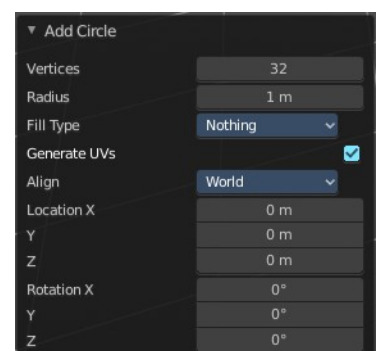 Add Circle
Vertices 32
Radius 1 m
Fill Type Nothing
Generate UVs
Align World
Location X 0 m
Y 0 m
Z 0 m
Rotation X 0°
Y 0°
Z 0°